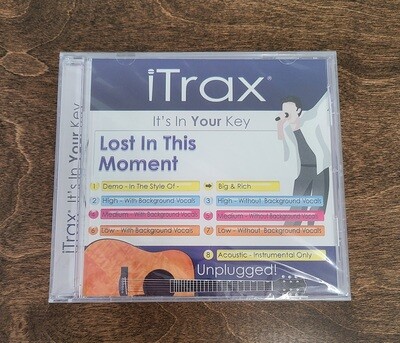 iTrax®
It's In Your Key
Lost In This
Moment
1 Demo - In The Style Of - ➡ Big & Rich
2 High – With Background Vocals
3 High – Without Background Vocals
Medium – With Background Vocals
Medium – Without Background Vocals
6 Low – With Background Vocals
7 Low – Without Background Vocals
8 Acoustic - Instrumental Only
Unplugged!
iTrax® It's In Your Key